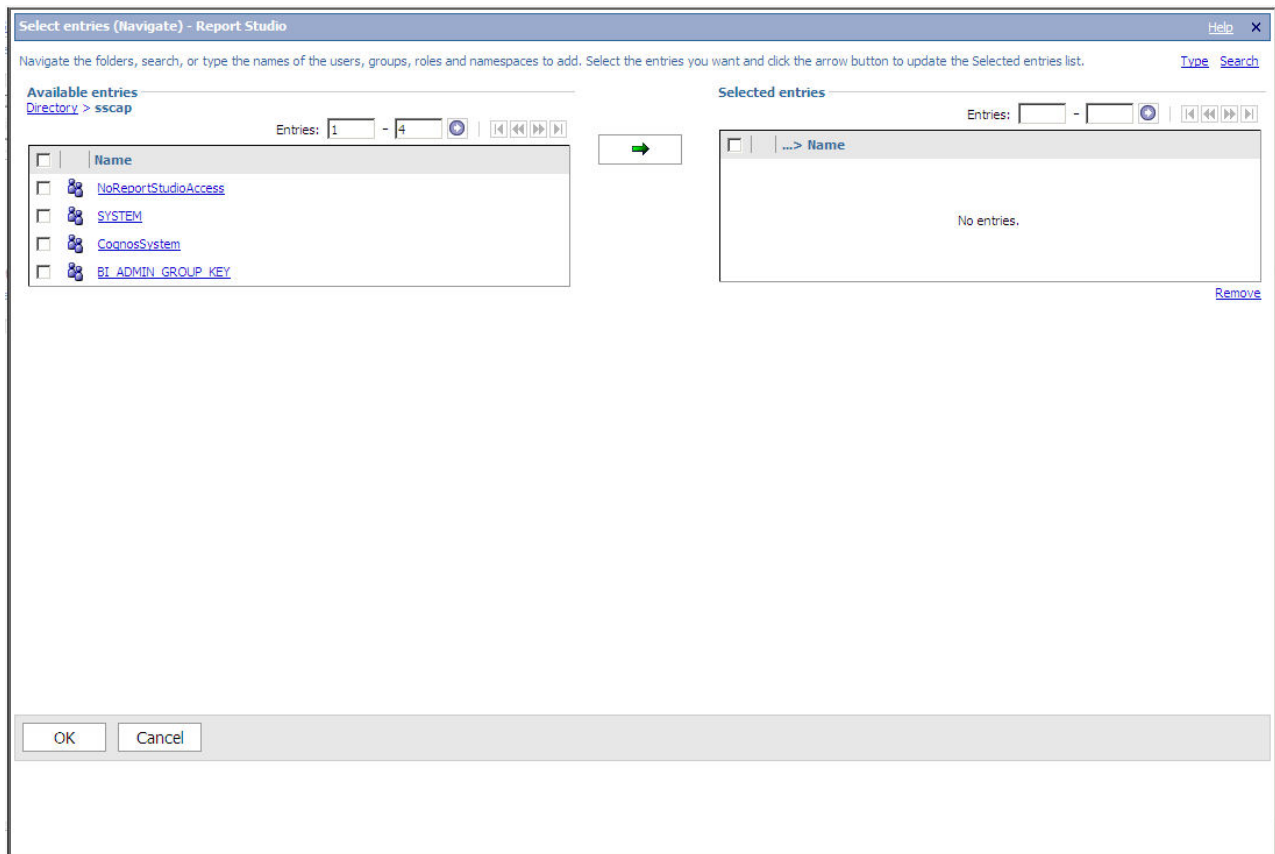 Select entries (Navigate) - Report Studio
Help X
Navigate the folders, search, or type the names of the users, groups, roles and namespaces to add. Select the entries you want and click the arrow button to update the Selected entries list.
Type Search
Available entries
Directory > sscap
Entries: 1 - 4
Name
NoReportStudioAccess
SYSTEM
CognosSystem
BI_ADMIN_GROUP_KEY
Selected entries
Entries: -
...> Name
No entries.
Remove
OK Cancel